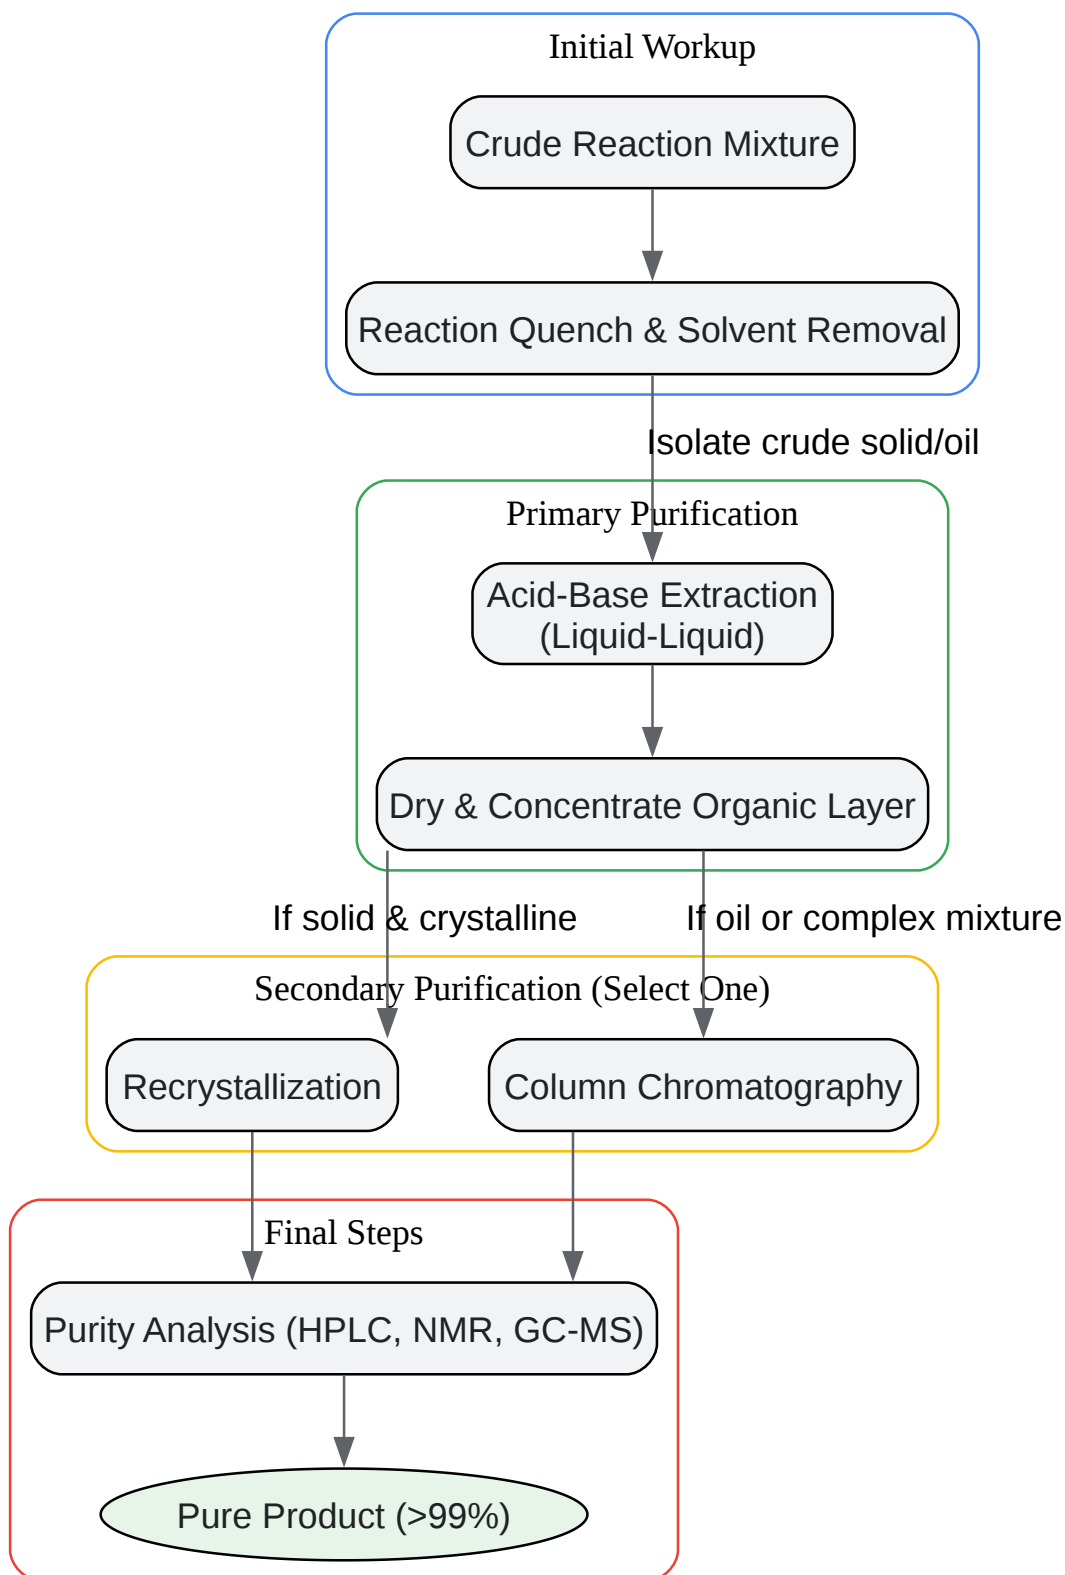 Initial Workup
Crude Reaction Mixture
Reaction Quench & Solvent Removal
Isolate crude solid/oil
Primary Purification
Acid-Base Extraction
(Liquid-Liquid)
Dry & Concentrate Organic Layer
If solid & crystalline
If oil or complex mixture
Secondary Purification (Select One)
Recrystallization
Column Chromatography
Final Steps
Purity Analysis (HPLC, NMR, GC-MS)
Pure Product (>99%)